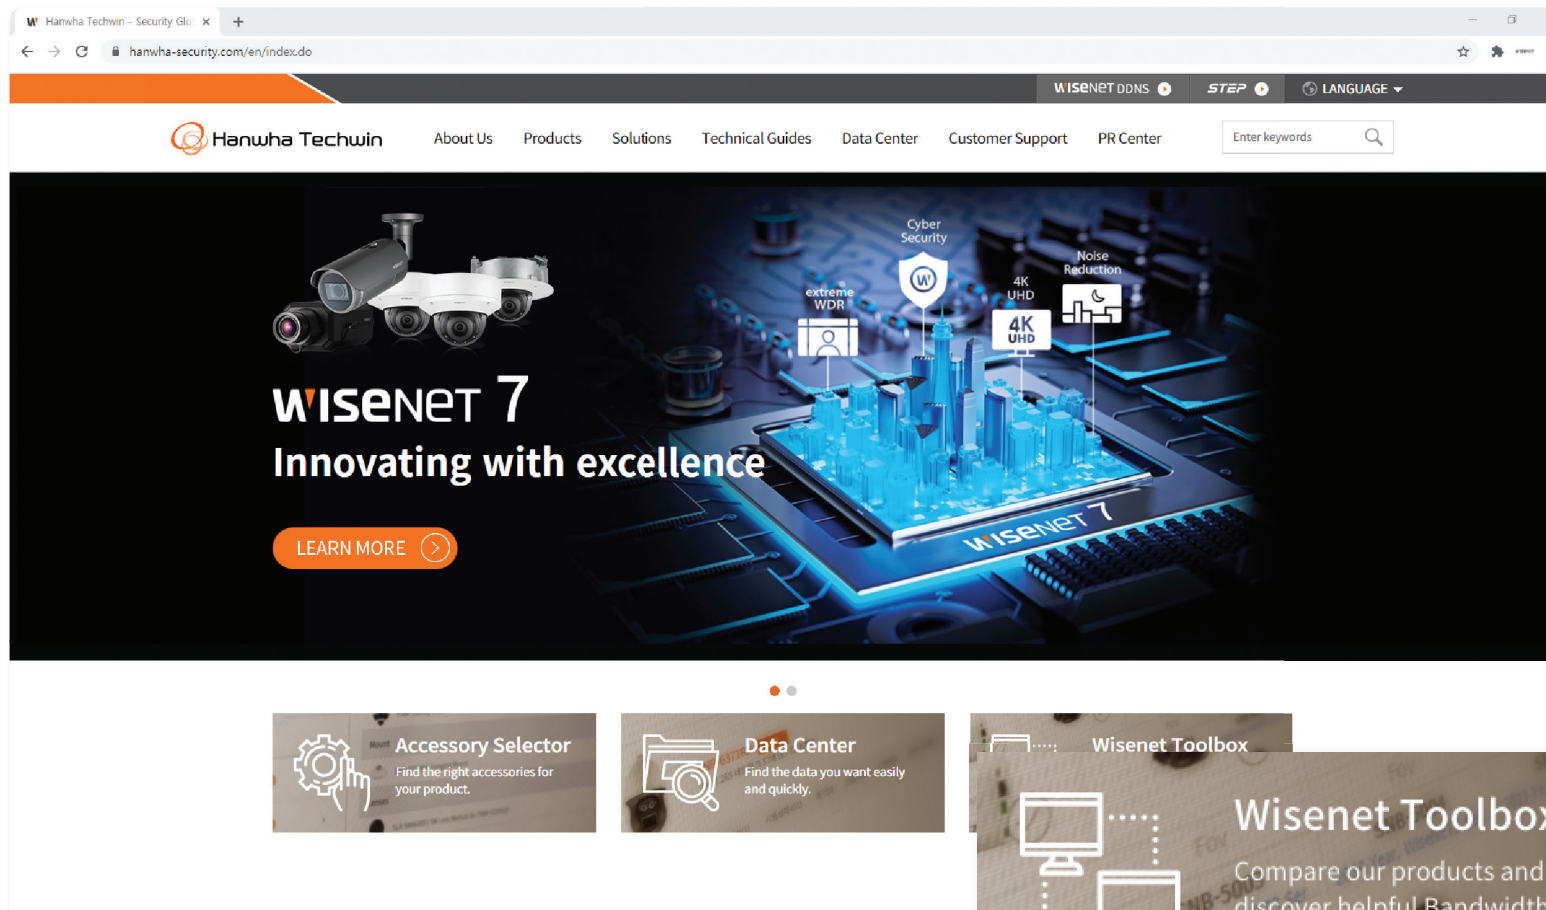 Hanwha Techwin - Security Glo
hanwha-security.com/en/index.do
WISENET DDNS
STEP
LANGUAGE
Hanwha Techwin
About Us
Products
Solutions
Technical Guides
Data Center
Customer Support
PR Center
Enter keywords
Cyber
Security
Noise
Reduction
4K
UHD
extreme
WDR
4K
UHD
WISENET 7
Innovating with excellence
WISENET 7
LEARN MORE
Accessory Selector
Find the right accessories for
your product.
Data Center
Find the data you want easily
and quickly.
Wisenet Toolbox
Wisenet Toolbox
Compare our products and
discover helpful Bandwidth